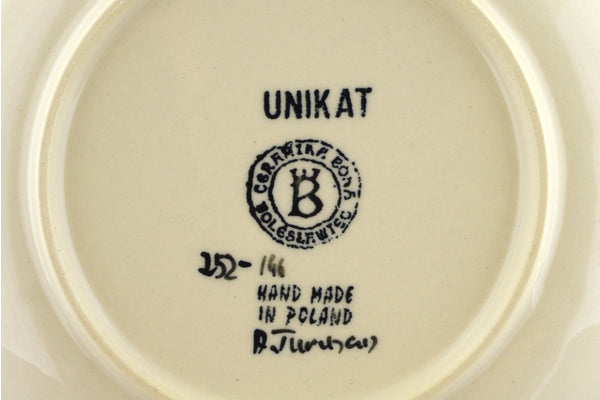 UNIKAT
CERAMIKA BONA
B
BOLESŁAWIEC
252-146
HAND MADE
IN POLAND